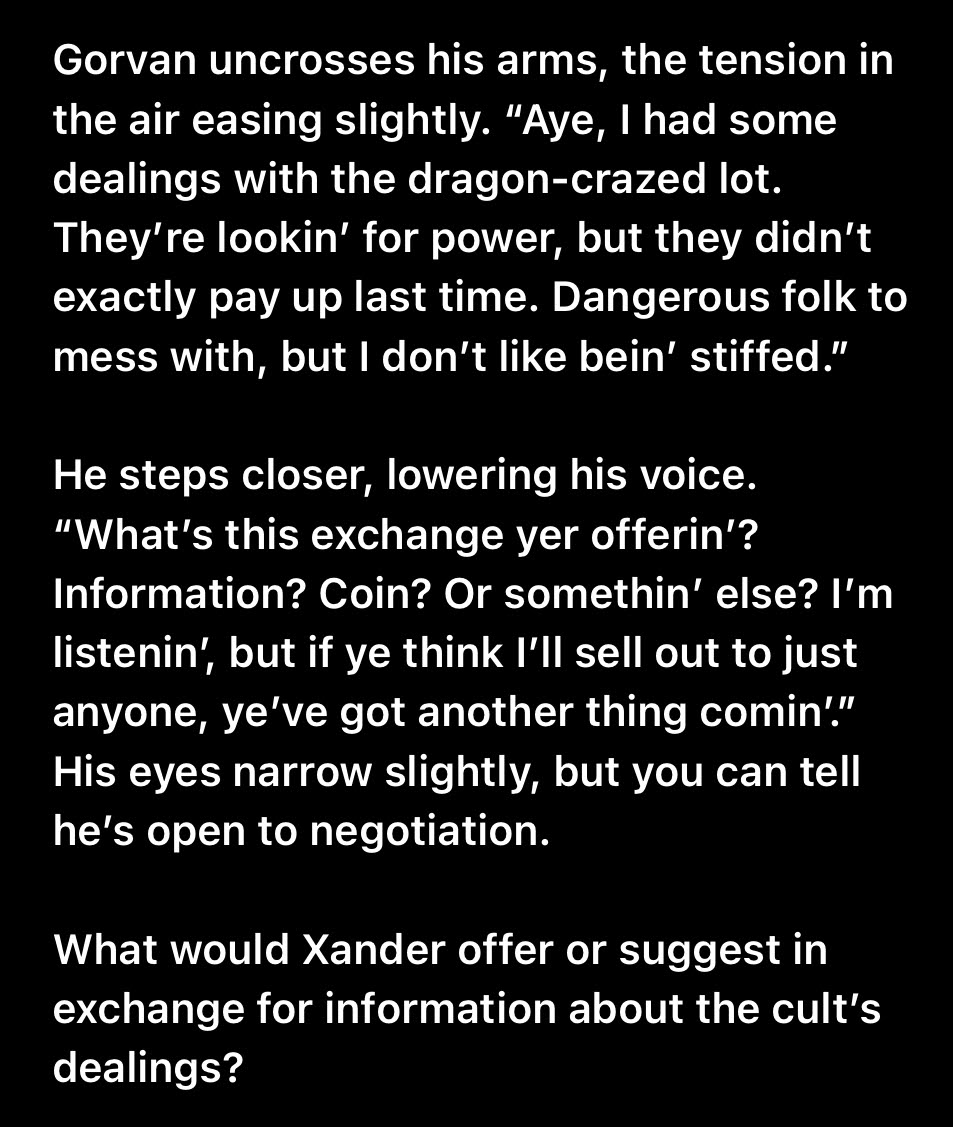 Gorvan uncrosses his arms, the tension in
the air easing slightly. “Aye, I had some
dealings with the dragon-crazed lot.
They’re lookin’ for power, but they didn’t
exactly pay up last time. Dangerous folk to
mess with, but I don’t like bein’ stiffed.”
He steps closer, lowering his voice.
“What’s this exchange yer offerin’?
Information? Coin? Or somethin’ else? I’m
listenin’, but if ye think I’ll sell out to just
anyone, ye’ve got another thing comin’.”
His eyes narrow slightly, but you can tell
he’s open to negotiation.
What would Xander offer or suggest in
exchange for information about the cult’s
dealings?